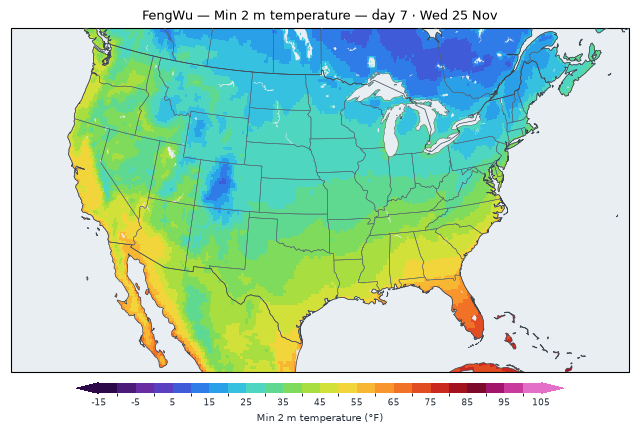 FengWu — Min 2 m temperature — day 7 · Wed 25 Nov
-15 -5 5 15 25 35 45 55 65 75 85 95 105
Min 2 m temperature (°F)